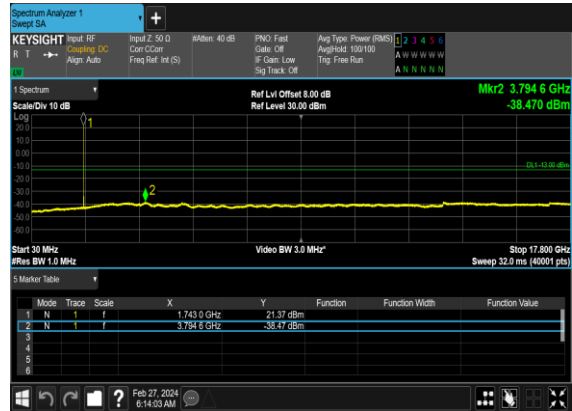 Spectrum Analyzer 1
Swept SA
+
KEYSIGHT Input: RF Input Z: 50 Ω #Atten: 40 dB PNO: Fast Avg Type: Power (RMS) 1 2 3 4 5 6
R T Coupling: DC Corr CCorr Gate: Off Avg|Hold: 100/100 A W W W W W
Align: Auto Freq Ref: Int (S) IF Gain: Low Trig: Free Run
Sig Track: Off A N N N N N
1 Spectrum Ref Lvl Offset 8.00 dB Mkr2 3.794 6 GHz
Scale/Div 10 dB Ref Level 30.00 dBm -38.470 dBm
Log
20.0
10.0
0.00
-10.0
-20.0
-30.0
-40.0
-50.0
-60.0
1
2
DL1 -13.00 dBm
Start 30 MHz Video BW 3.0 MHz* Stop 17.800 GHz
#Res BW 1.0 MHz Sweep 32.0 ms (40001 pts)
5 Marker Table
Mode Trace Scale X Y Function Function Width Function Value
1 N 1 f 1.743 0 GHz 21.37 dBm
2 N 1 f 3.794 6 GHz -38.47 dBm
3
4
5
6
? Feb 27, 2024
6:14:03 AM